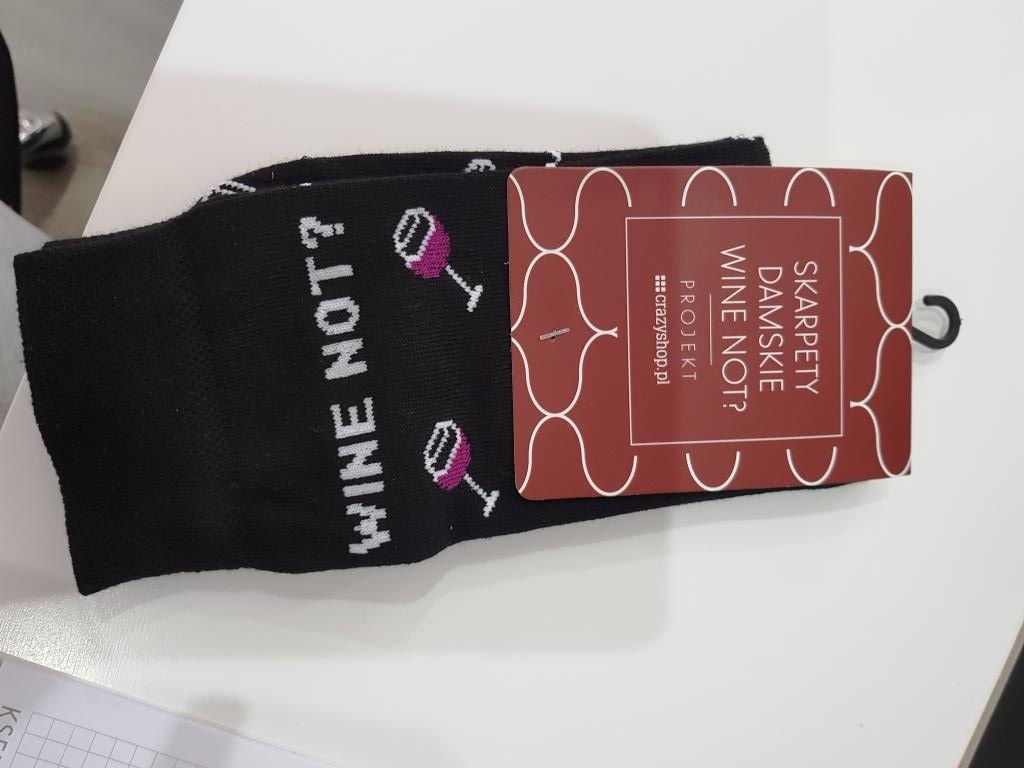 WINE NOT?
SKARPETY
DAMSKIE
WINE NOT?
PROJEKT
crazyshop.pl